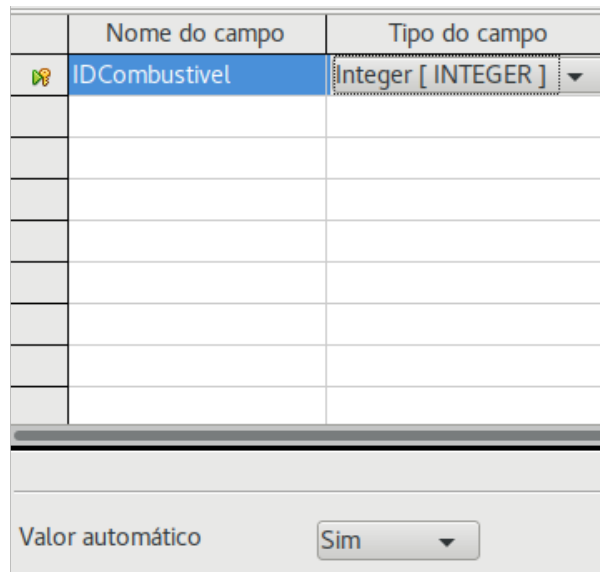 Nome do campo Tipo do campo
IDCombustivel Integer [ INTEGER ]
Valor automático Sim